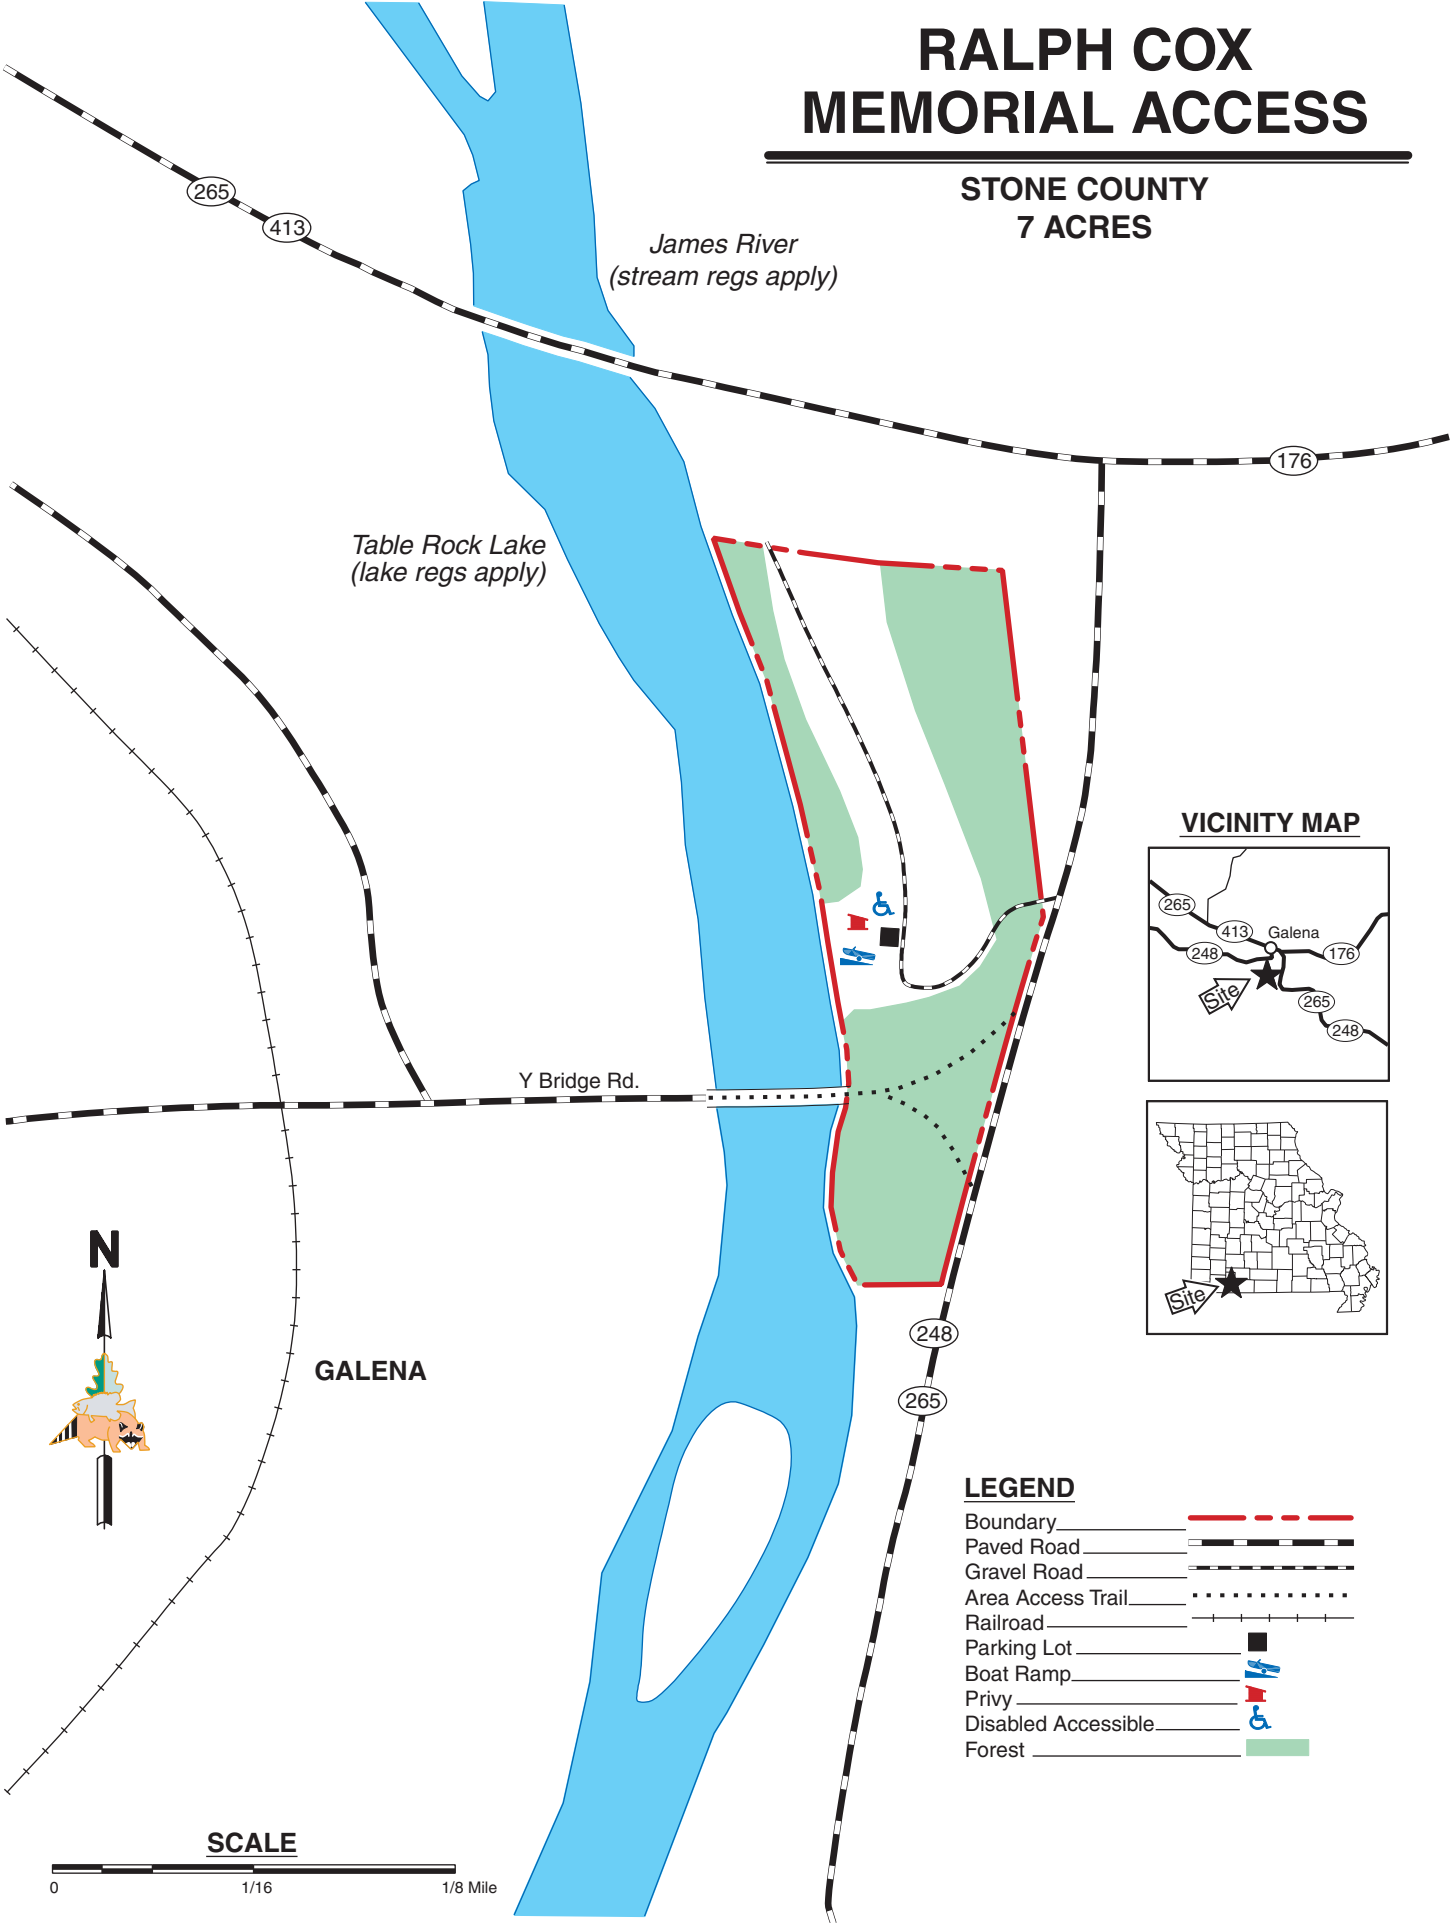 RALPH COX
MEMORIAL ACCESS
STONE COUNTY
7 ACRES
265
413
James River
(stream regs apply)
176
Table Rock Lake
(lake regs apply)
VICINITY MAP
265
413
Galena
248
176
Site
265
248
Y Bridge Rd.
Site
N
GALENA
248
265
LEGEND
Boundary
Paved Road
Gravel Road
Area Access Trail
Railroad
Parking Lot
Boat Ramp
Privy
Disabled Accessible
Forest
SCALE
0 1/16 1/8 Mile